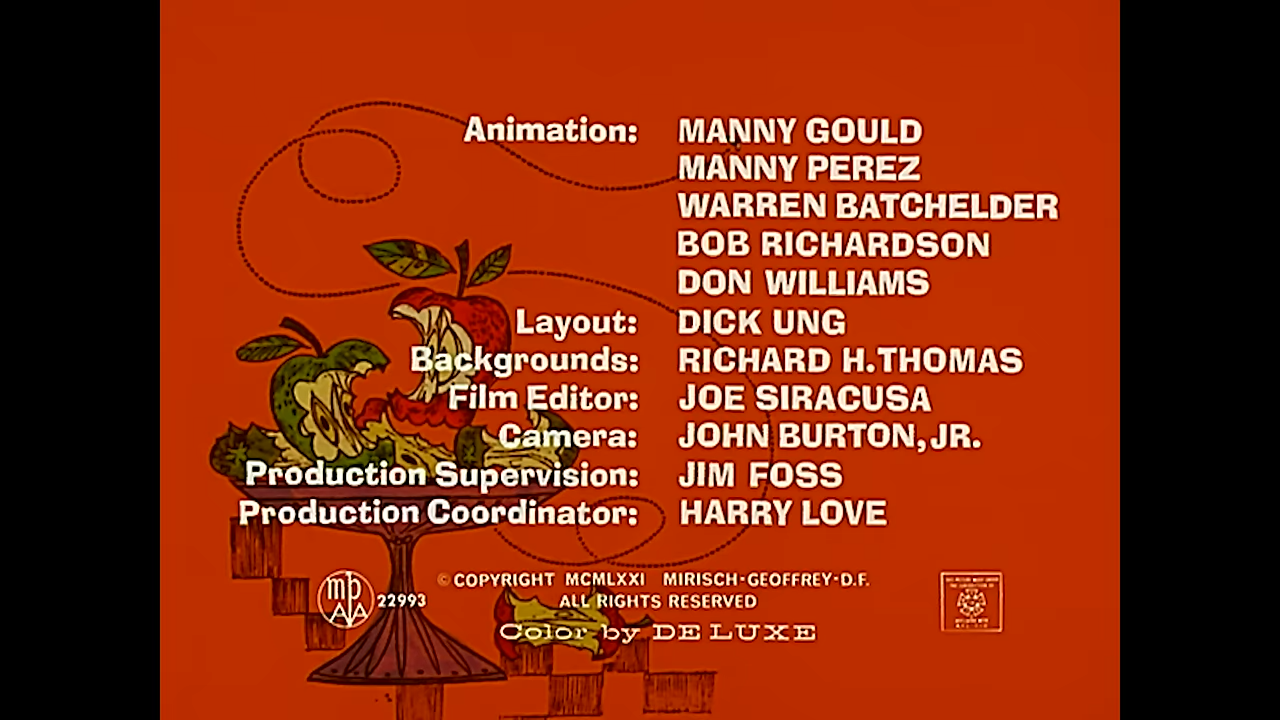 Animation: MANNY GOULD
MANNY PEREZ
WARREN BATCHELDER
BOB RICHARDSON
DON WILLIAMS
Layout: DICK UNG
Backgrounds: RICHARD H. THOMAS
Film Editor: JOE SIRACUSA
Camera: JOHN BURTON, JR.
Production Supervision: JIM FOSS
Production Coordinator: HARRY LOVE
© COPYRIGHT MCMLXXI MIRISCH-GEOFFREY-D.F.
mp AA 22993
ALL RIGHTS RESERVED
Color by DE LUXE